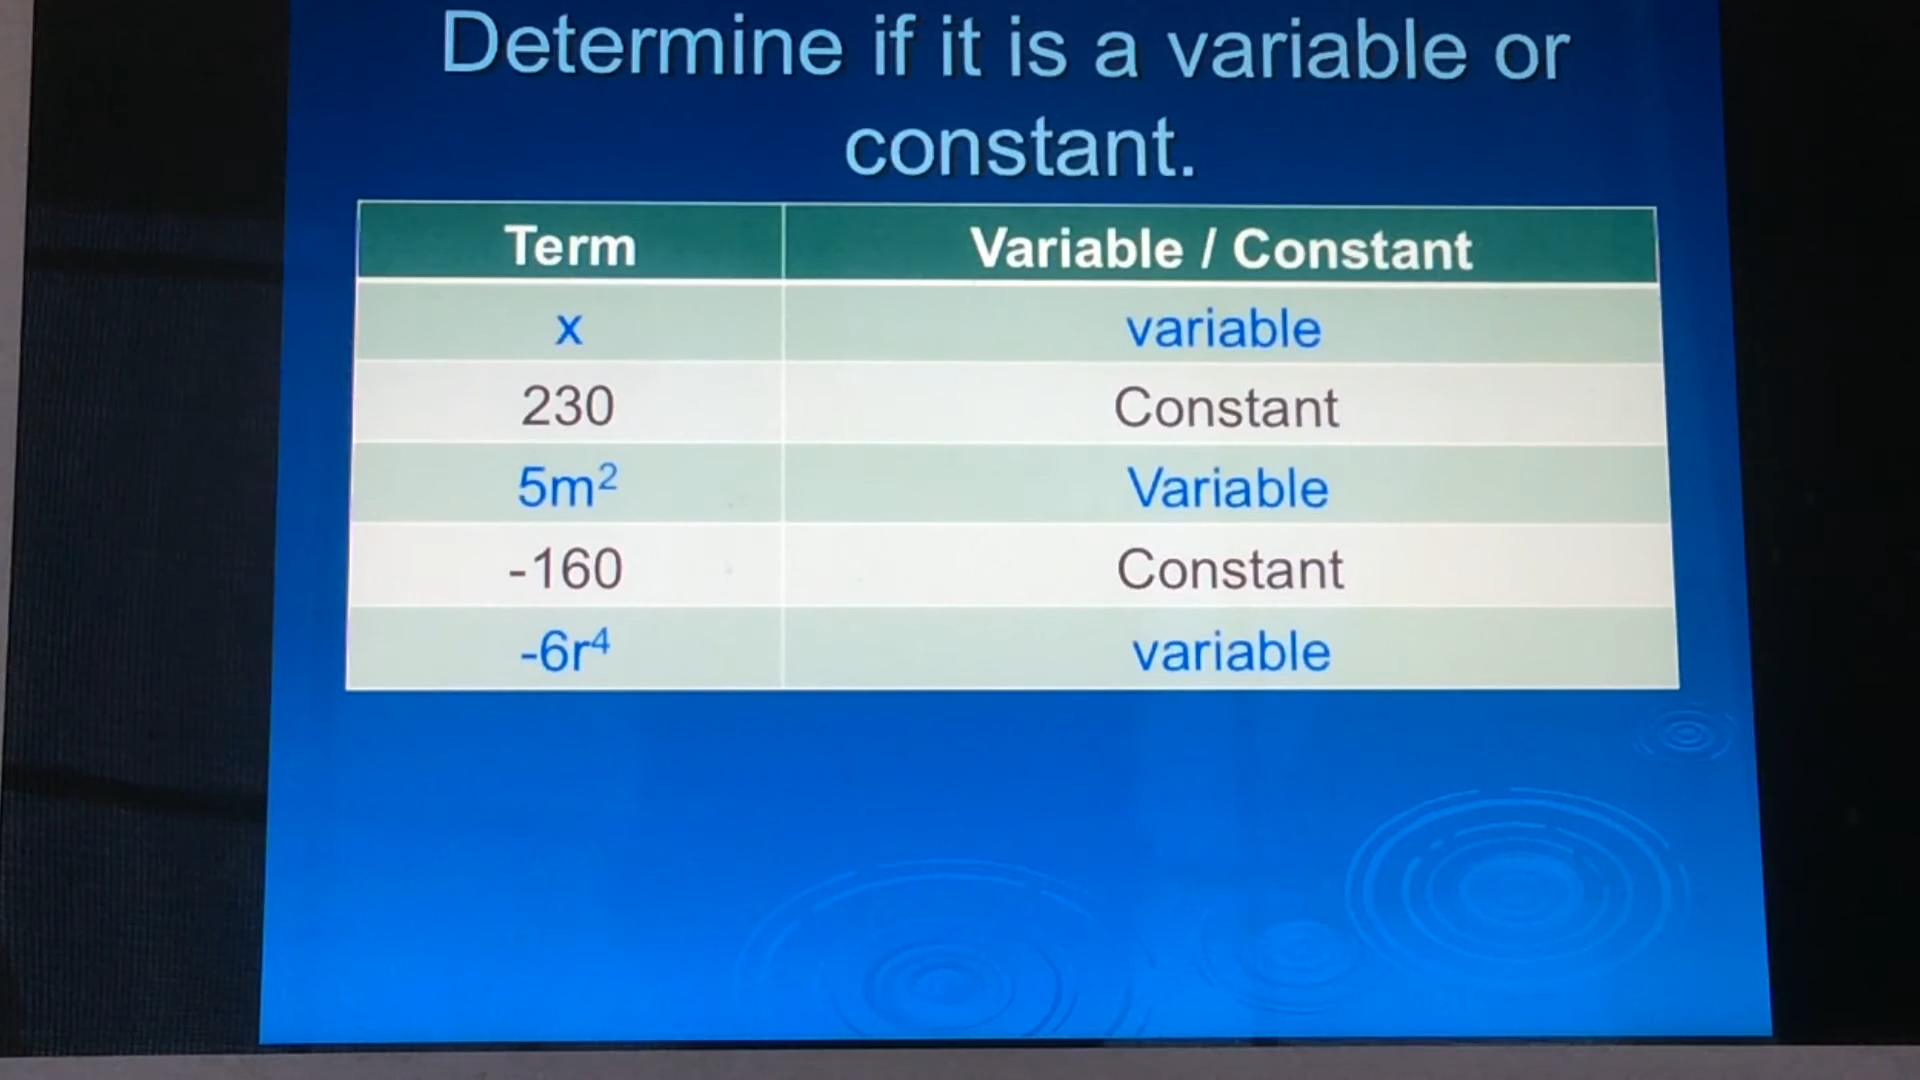 Determine if it is a variable or
constant.
Term Variable / Constant
x variable
230 Constant
5m² Variable
-160 Constant
-6r⁴ variable